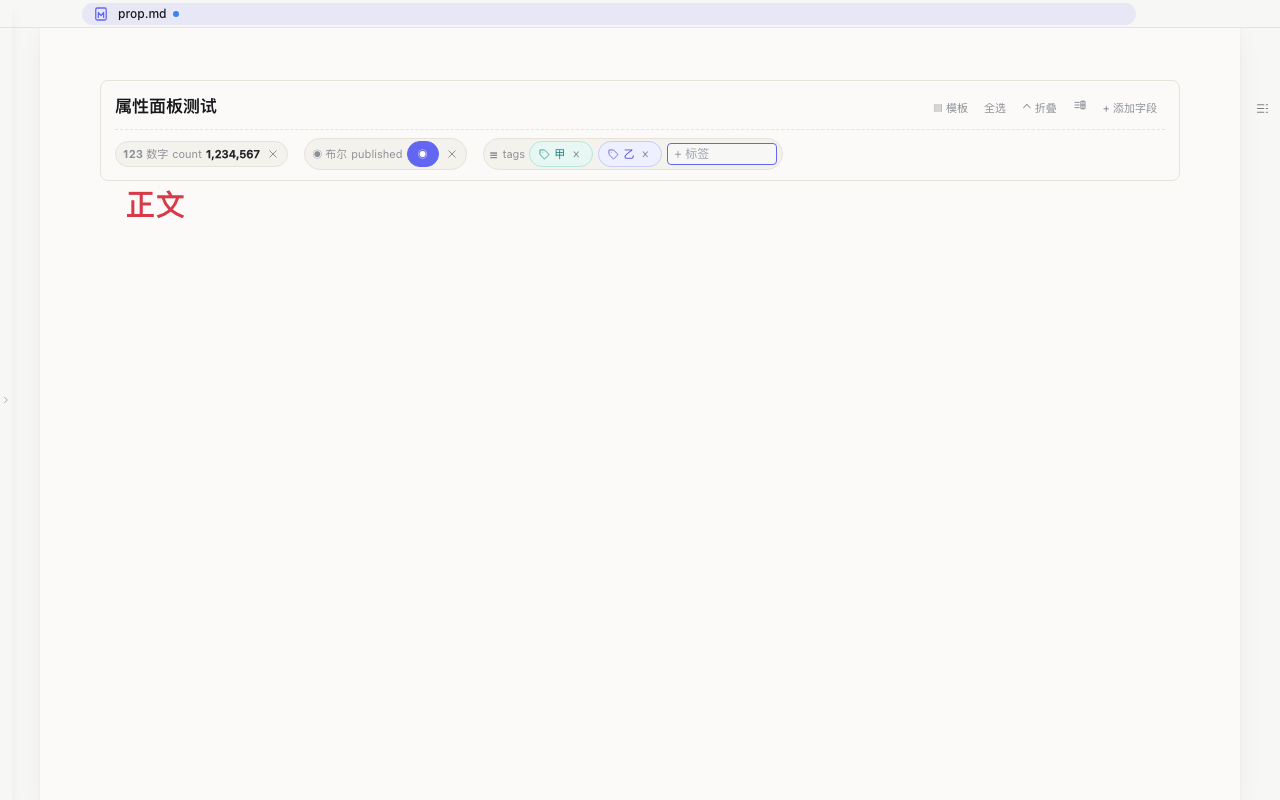 prop.md
属性面板测试 模板 全选 折叠 + 添加字段
123 数字 count 1,234,567 × 布尔 published × tags 甲 × 乙 × + 标签
正文